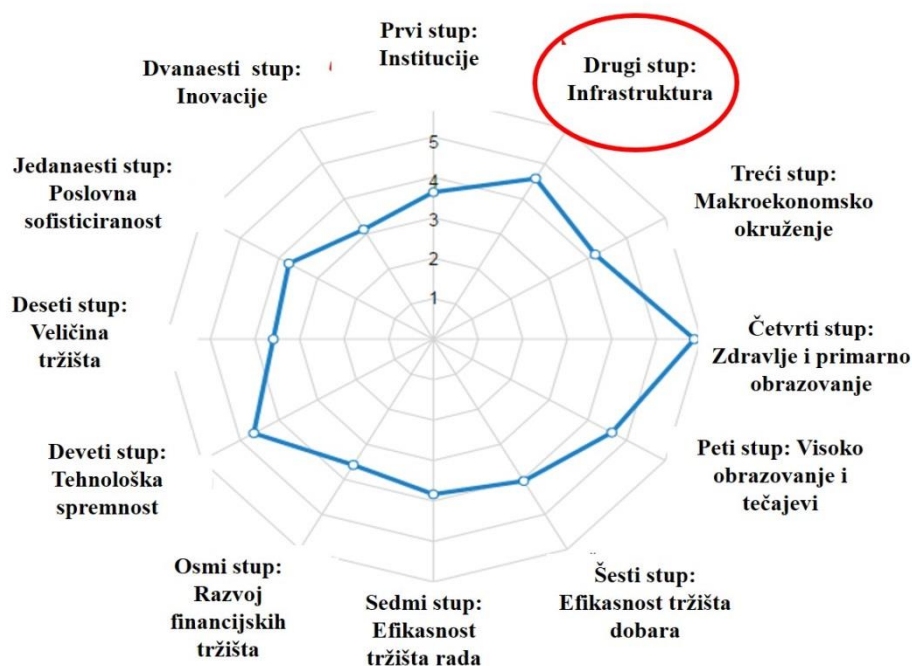 Prvi stup:
Institucije
Drugi stup:
Infrastruktura
Treći stup:
Makroekonomsko
okruženje
Četvrti stup:
Zdravlje i primarno
obrazovanje
Peti stup: Visoko
obrazovanje i
tečajevi
Šesti stup:
Efikasnost tržišta
dobara
Sedmi stup:
Efikasnost
tržišta rada
Osmi stup:
Razvoj
financijskih
tržišta
Deveti stup:
Tehnološka
spremnost
Deseti stup:
Veličina
tržišta
Jedanaesti stup:
Poslovna
sofisticiranost
Dvanaesti stup:
Inovacije
5
4
3
2
1